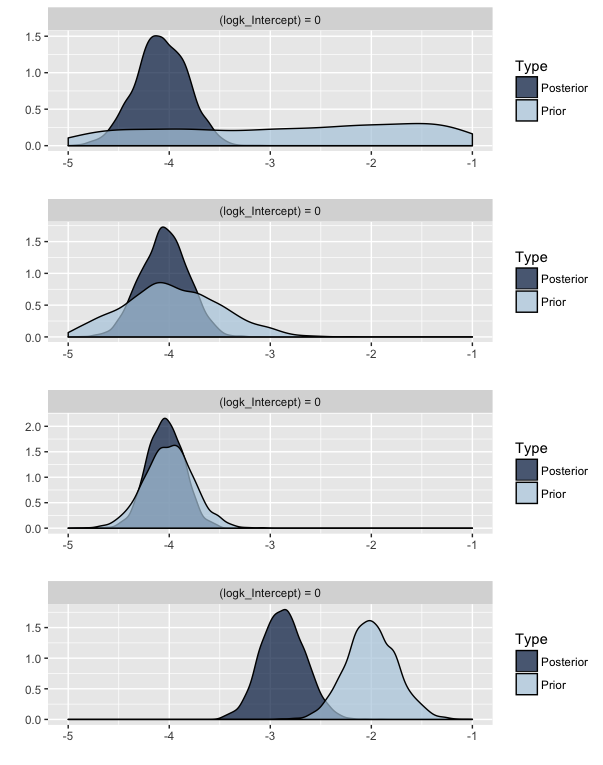 (logk_Intercept) = 0
1.5
1.0
0.5
0.0
-5 -4 -3 -2 -1
Type
Posterior
Prior
(logk_Intercept) = 0
1.5
1.0
0.5
0.0
-5 -4 -3 -2 -1
Type
Posterior
Prior
(logk_Intercept) = 0
2.0
1.5
1.0
0.5
0.0
-5 -4 -3 -2 -1
Type
Posterior
Prior
(logk_Intercept) = 0
1.5
1.0
0.5
0.0
-5 -4 -3 -2 -1
Type
Posterior
Prior